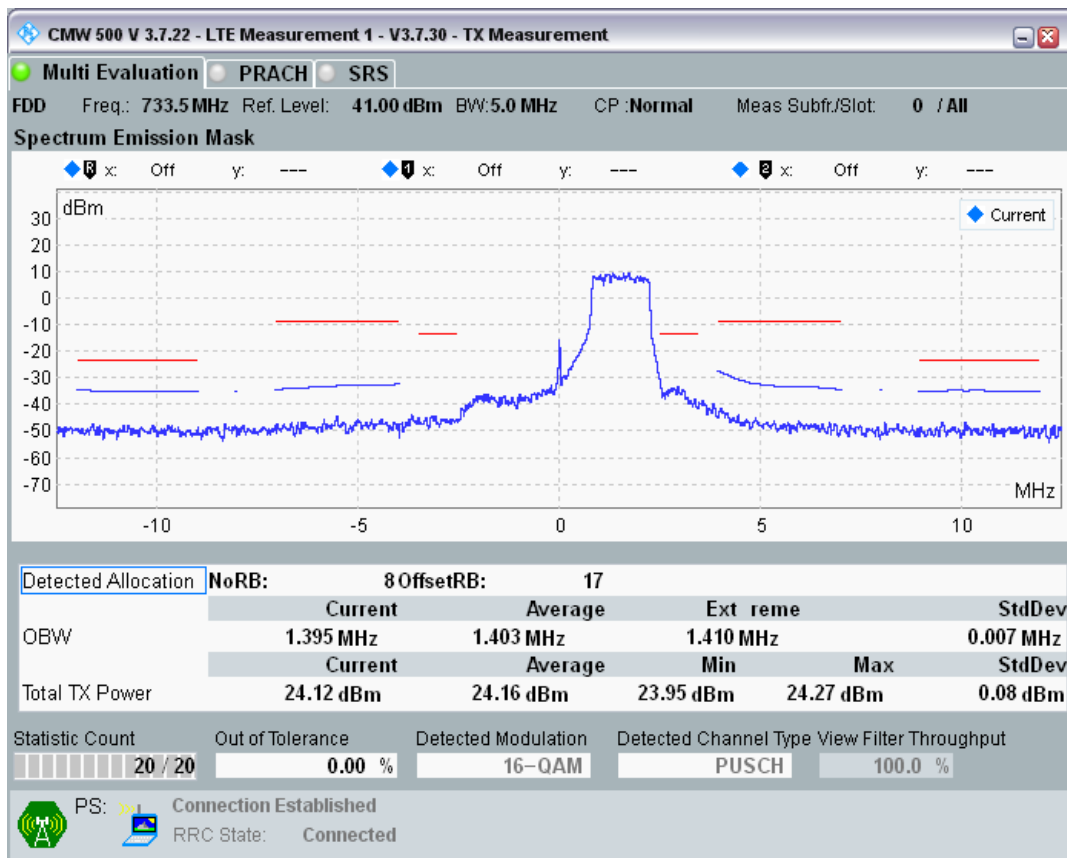 CMW 500 V 3.7.22 - LTE Measurement 1 - V3.7.30 - TX Measurement
Multi Evaluation PRACH SRS
FDD Freq.: 733.5 MHz Ref. Level: 41.00 dBm BW:5.0 MHz CP :Normal Meas Subfr./Slot: 0 / All
Spectrum Emission Mask
R x: Off y: --- 1 x: Off y: --- 2 x: Off y: ---
dBm
Current
30
20
10
0
-10
-20
-30
-40
-50
-60
-70
MHz
-10 -5 0 5 10
Detected Allocation NoRB: 8 OffsetRB: 17
Current Average Ext reme StdDev
OBW 1.395 MHz 1.403 MHz 1.410 MHz 0.007 MHz
Current Average Min Max StdDev
Total TX Power 24.12 dBm 24.16 dBm 23.95 dBm 24.27 dBm 0.08 dBm
Statistic Count Out of Tolerance Detected Modulation Detected Channel Type View Filter Throughput
20 / 20 0.00 % 16-QAM PUSCH 100.0 %
PS: Connection Established
RRC State: Connected